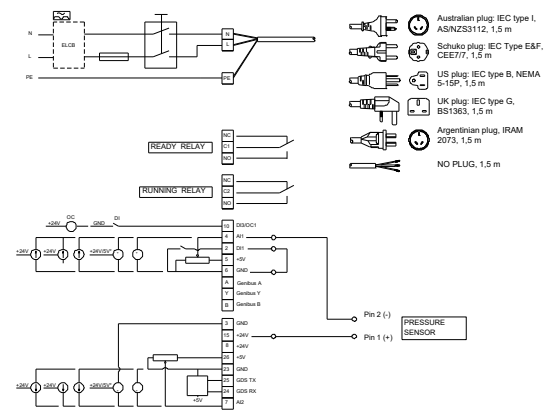 N
L
PE
ELCB
N
L
PE
Australian plug: IEC type I,
AS/NZS3112, 1,5 m
Schuko plug: IEC Type E&F,
CEE7/7, 1,5 m
US plug: IEC type B, NEMA
5-15P, 1,5 m
UK plug: IEC type G,
BS1363, 1,5 m
Argentinian plug, IRAM
2073, 1,5 m
NO PLUG, 1,5 m
READY RELAY
NC
C1
NO
RUNNING RELAY
NC
C2
NO
+24V
OC
GND
DI
10 DI3/OC1
4 AI1
2 DI1
5 +5V
6 GND
A Genibus A
Y Genibus Y
B Genibus B
+24V
+24V
+24V
+24V/5V*
3 GND
15 +24V
8 +24V
26 +5V
23 GND
25 GDS TX
24 GDS RX
7 AI2
+24V
+24V
+24V
+24V/5V*
+5V
Pin 2 (-)
Pin 1 (+)
PRESSURE
SENSOR